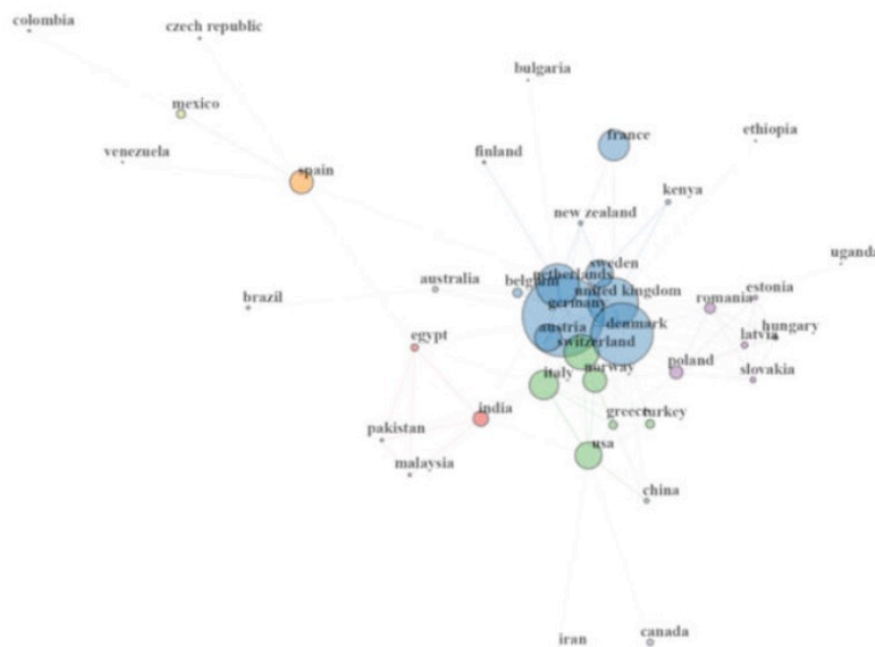 colombia
czech republic
bulgaria
mexico
france
ethiopia
venezuela
spain
finland
kenya
new zealand
sweden
uganda
australia
belgium
netherlands
united kingdom
estonia
brazil
germany
romania
egypt
austria
denmark
latvia
hungary
switzerland
italy
norway
poland
slovakia
india
greece
turkey
pakistan
usa
malaysia
china
iran
canada